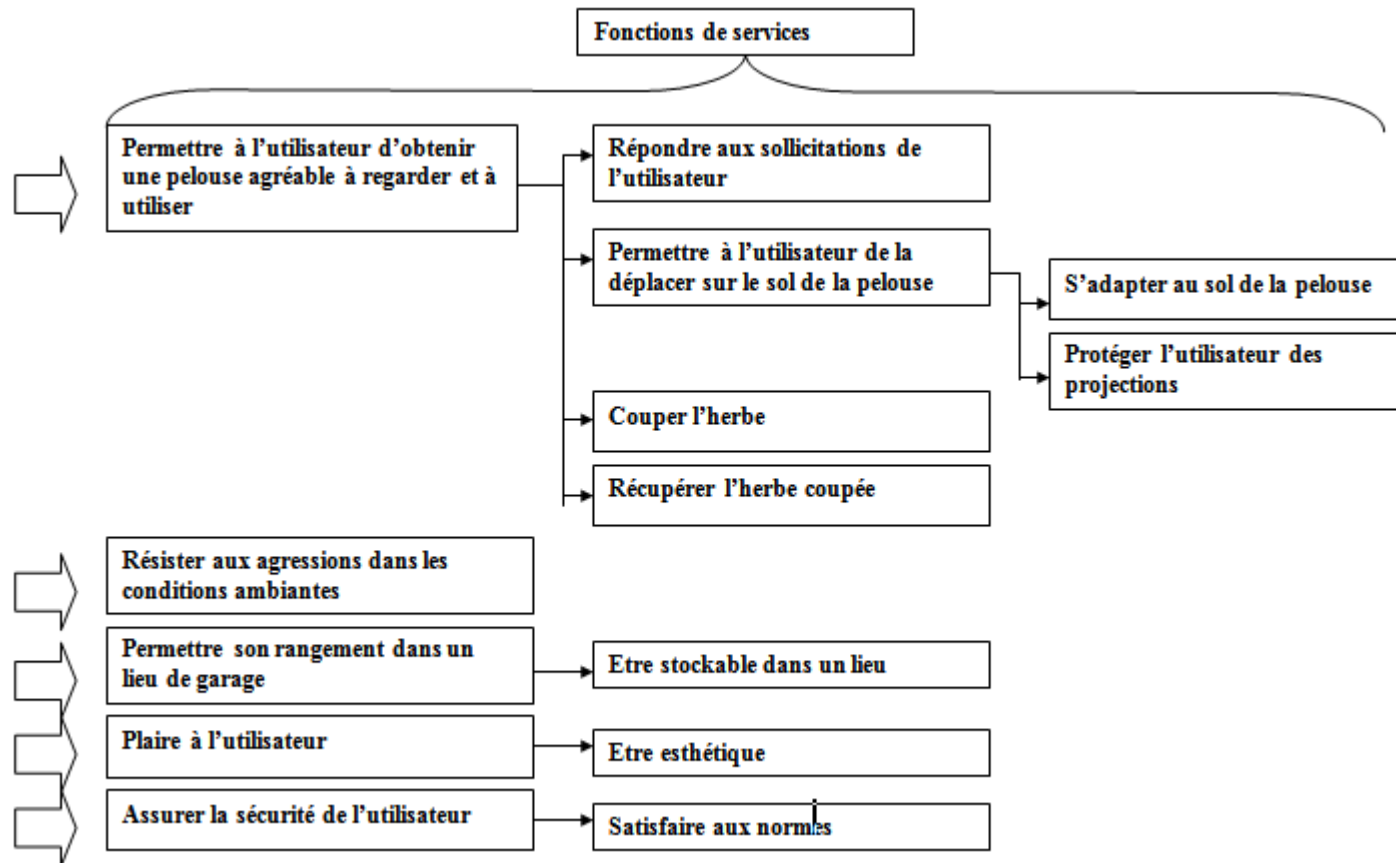 Fonctions de services
Permettre à l’utilisateur d’obtenir
une pelouse agréable à regarder et à
utiliser
Répondre aux sollicitations de
l’utilisateur
Permettre à l’utilisateur de la
déplacer sur le sol de la pelouse
S’adapter au sol de la pelouse
Protéger l’utilisateur des
projections
Couper l’herbe
Récupérer l’herbe coupée
Résister aux agressions dans les
conditions ambiantes
Permettre son rangement dans un
lieu de garage
Etre stockable dans un lieu
Plaire à l’utilisateur
Etre esthétique
Assurer la sécurité de l’utilisateur
Satisfaire aux normes